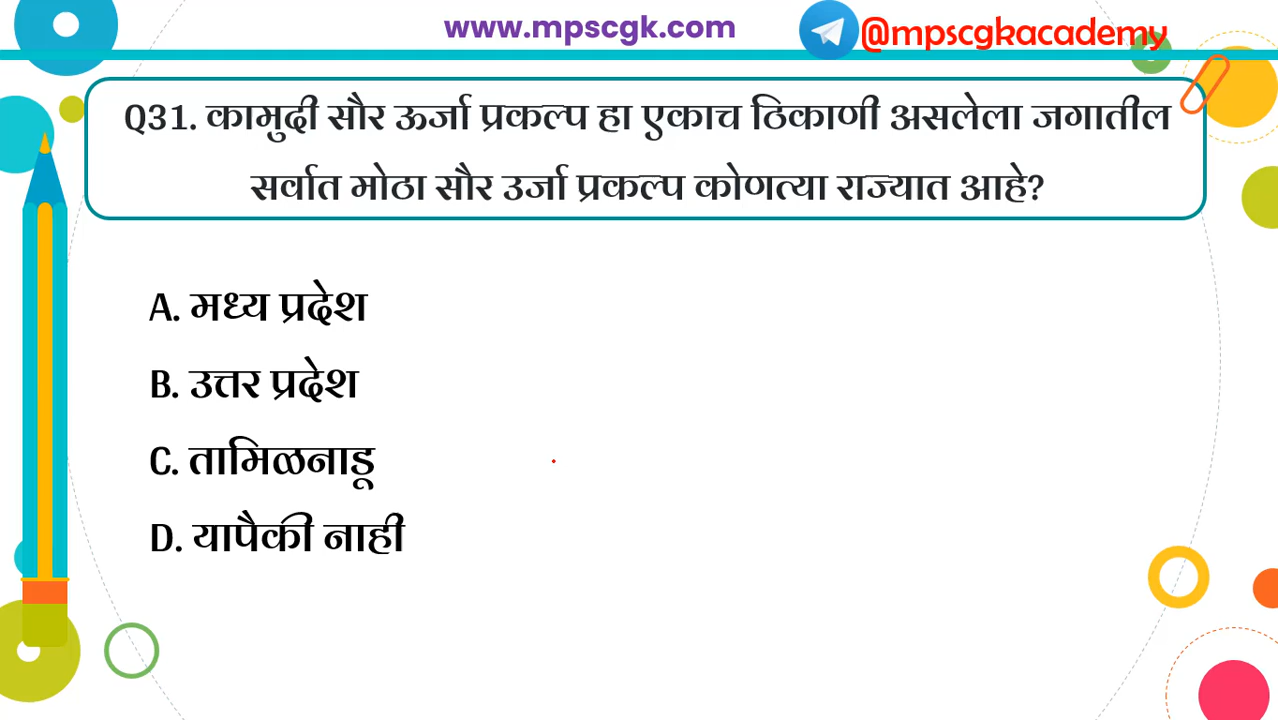 www.mpscgk.com
@mpscgkacademy
Q31. कामुदी सौर ऊर्जा प्रकल्प हा एकाच ठिकाणी असलेला जगातील
सर्वात मोठा सौर उर्जा प्रकल्प कोणत्या राज्यात आहे?
A. मध्य प्रदेश
B. उत्तर प्रदेश
C. तामिळनाडू
D. यापैकी नाही